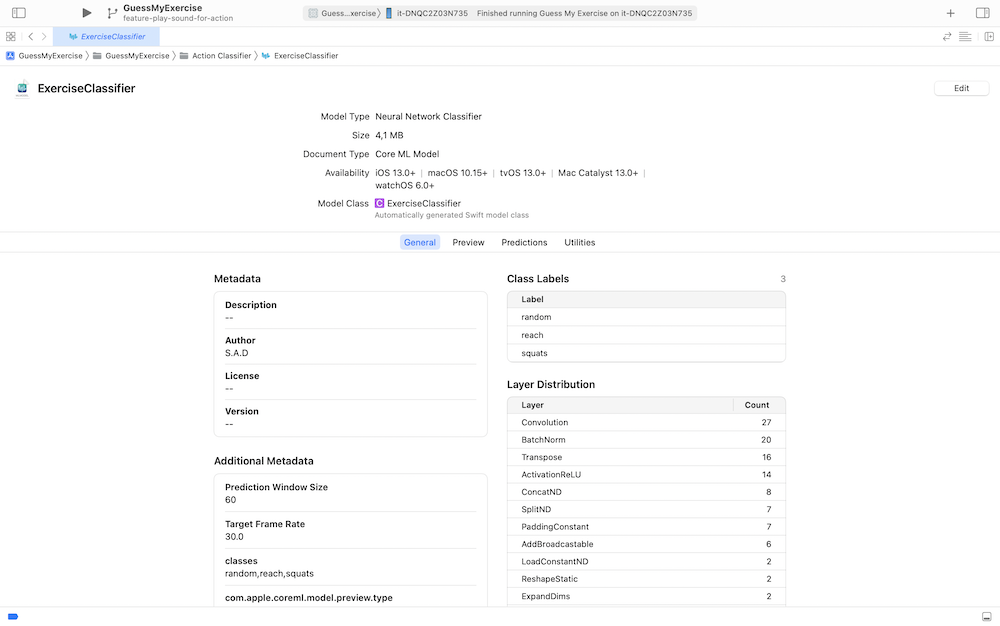 GuessMyExercise
feature-play-sound-for-action
Guess...xercise
it-DNQC2Z03N735
Finished running Guess My Exercise on it-DNQC2Z03N735
ExerciseClassifier
GuessMyExercise
GuessMyExercise
Action Classifier
ExerciseClassifier
ExerciseClassifier
Edit
Model Type Neural Network Classifier
Size 4,1 MB
Document Type Core ML Model
Availability iOS 13.0+ | macOS 10.15+ | tvOS 13.0+ | Mac Catalyst 13.0+ |
watchOS 6.0+
Model Class C ExerciseClassifier
Automatically generated Swift model class
General Preview Predictions Utilities
Metadata
Description
--
Author
S.A.D
License
--
Version
--
Additional Metadata
Prediction Window Size
60
Target Frame Rate
30.0
classes
random,reach,squats
com.apple.coreml.model.preview.type
Class Labels 3
Label
random
reach
squats
Layer Distribution
Layer Count
Convolution 27
BatchNorm 20
Transpose 16
ActivationReLU 14
ConcatND 8
SplitND 7
PaddingConstant 7
AddBroadcastable 6
LoadConstantND 2
ReshapeStatic 2
ExpandDims 2